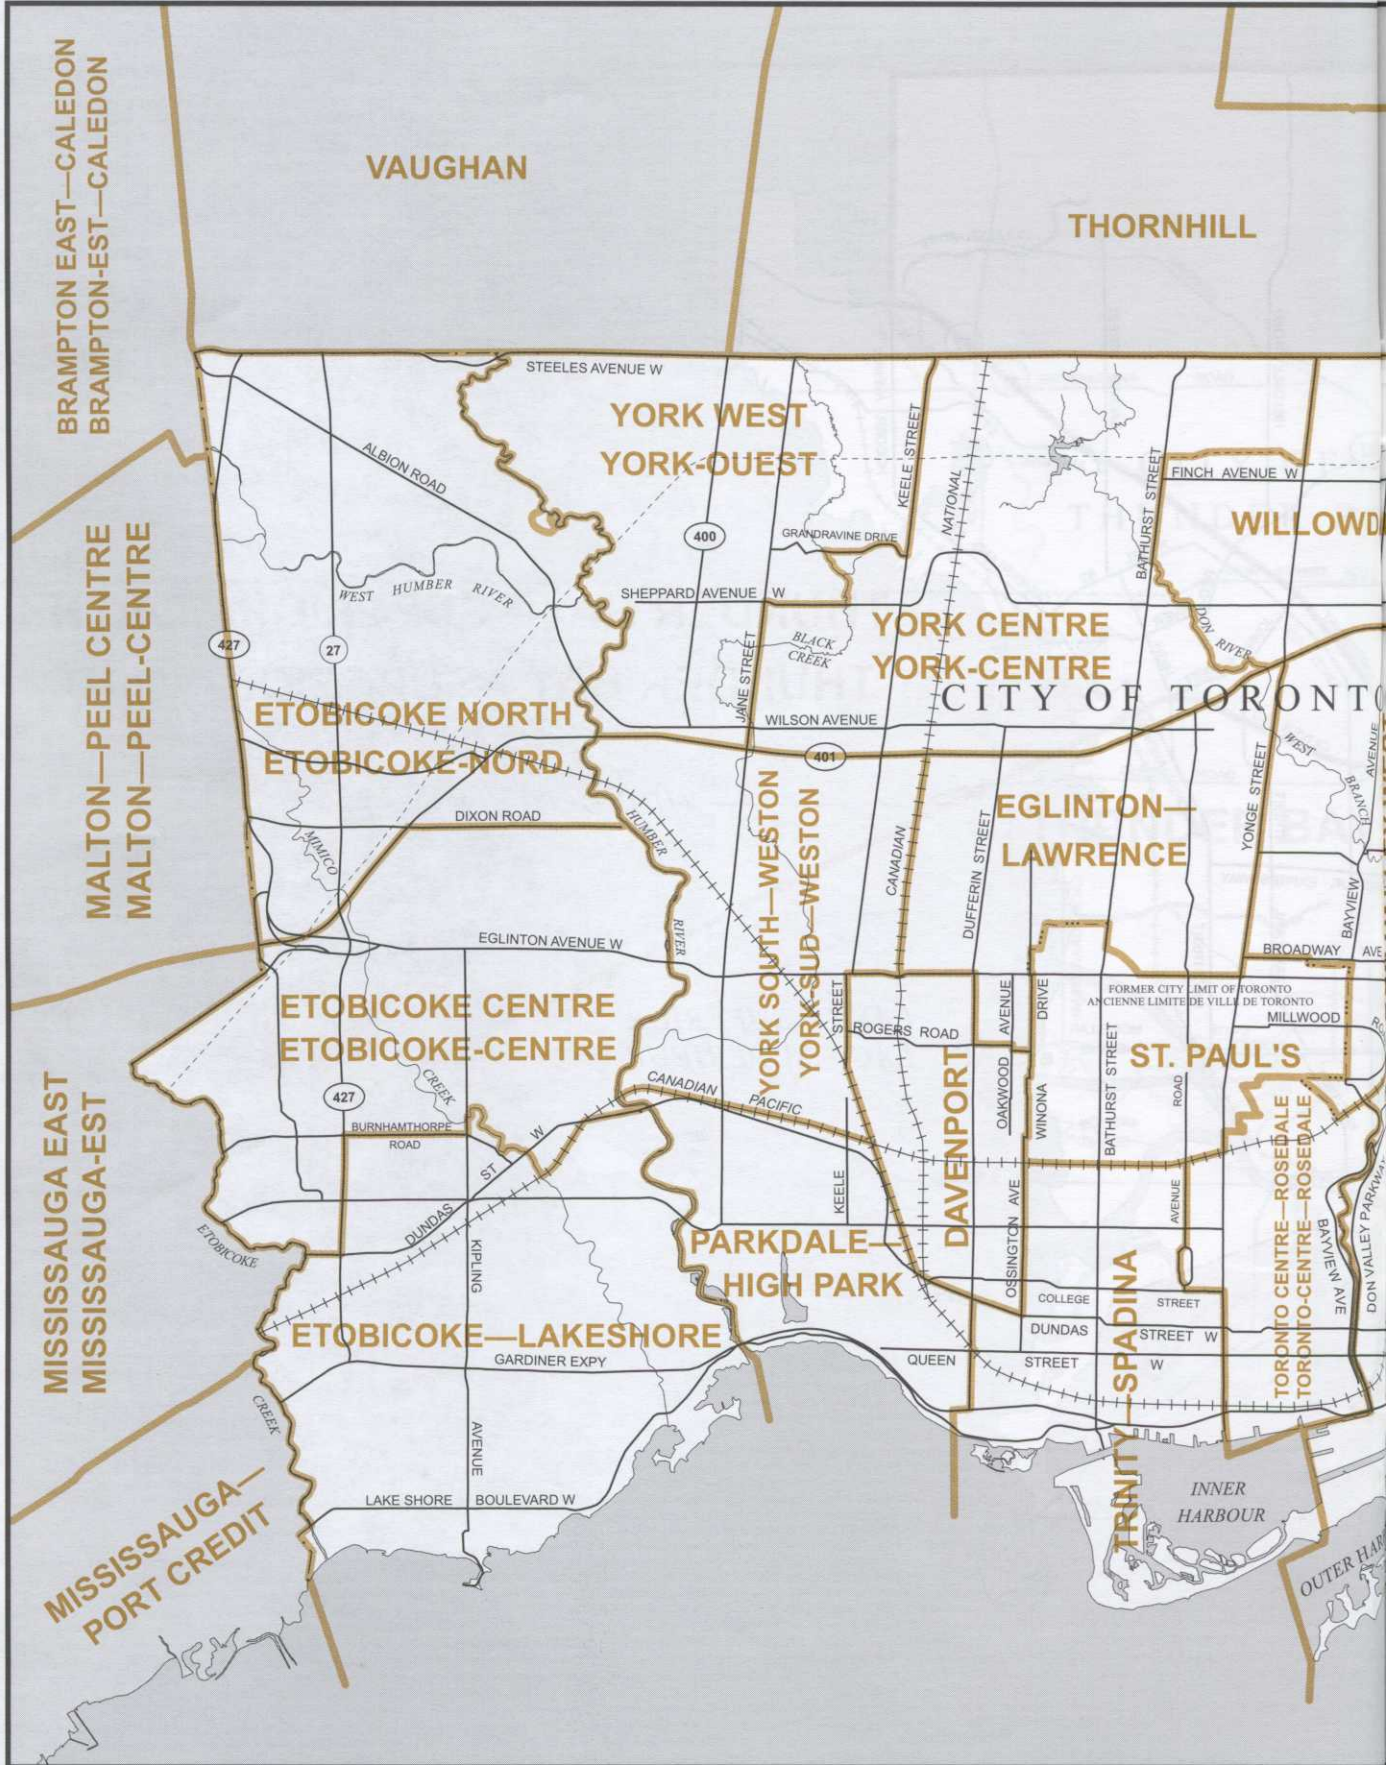 BRAMPTON EAST—CALEDON
BRAMPTON-EST—CALEDON
VAUGHAN
THORNHILL
STEELES AVENUE W
YORK WEST
YORK-OUEST
ALBION ROAD
KEELE STREET
NATIONAL
BATHURST STREET
FINCH AVENUE W
WILLOWD
MALTON—PEEL CENTRE
MALTON—PEEL-CENTRE
400
GRANDRAVINE DRIVE
WEST HUMBER RIVER
SHEPPARD AVENUE W
427
27
JANE STREET
BLACK
CREEK
YORK CENTRE
YORK-CENTRE
DON RIVER
CITY OF TORONTO
ETOBICOKE NORTH
ETOBICOKE-NORD
WILSON AVENUE
401
WEST
BRANCH
AVENUE
YONGE STREET
DIXON ROAD
HUMBER
RIVER
MIMICO
CREEK
YORK SOUTH—WESTON
YORK-SUD—WESTON
CANADIAN
DUFFERIN STREET
EGLINTON—
LAWRENCE
BAYVIEW
EGLINTON AVENUE W
BROADWAY AVE
ETOBICOKE CENTRE
ETOBICOKE-CENTRE
STREET
ROGERS ROAD
AVENUE
DRIVE
FORMER CITY LIMIT OF TORONTO
ANCIENNE LIMITE DE VILLE DE TORONTO
MILLWOOD
RO
ST. PAUL'S
MISSISSAUGA EAST
MISSISSAUGA-EST
427
CANADIAN
PACIFIC
DAVENPORT
OAKWOOD
WINONA
BATHURST STREET
ROAD
BURNHAMTHORPE
ROAD
DUNDAS ST W
KEELE
AVENUE
TORONTO CENTRE—ROSEDALE
TORONTO-CENTRE—ROSEDALE
BAYVIEW AVE
DON VALLEY PARKWAY
ETOBICOKE
CREEK
KIPLING
AVENUE
PARKDALE—
HIGH PARK
OSSINGTON AVE
COLLEGE STREET
DUNDAS STREET W
QUEEN STREET W
TRINITY—SPADINA
ETOBICOKE—LAKESHORE
GARDINER EXPY
LAKE SHORE BOULEVARD W
MISSISSAUGA—
PORT CREDIT
INNER
HARBOUR
OUTER HAR